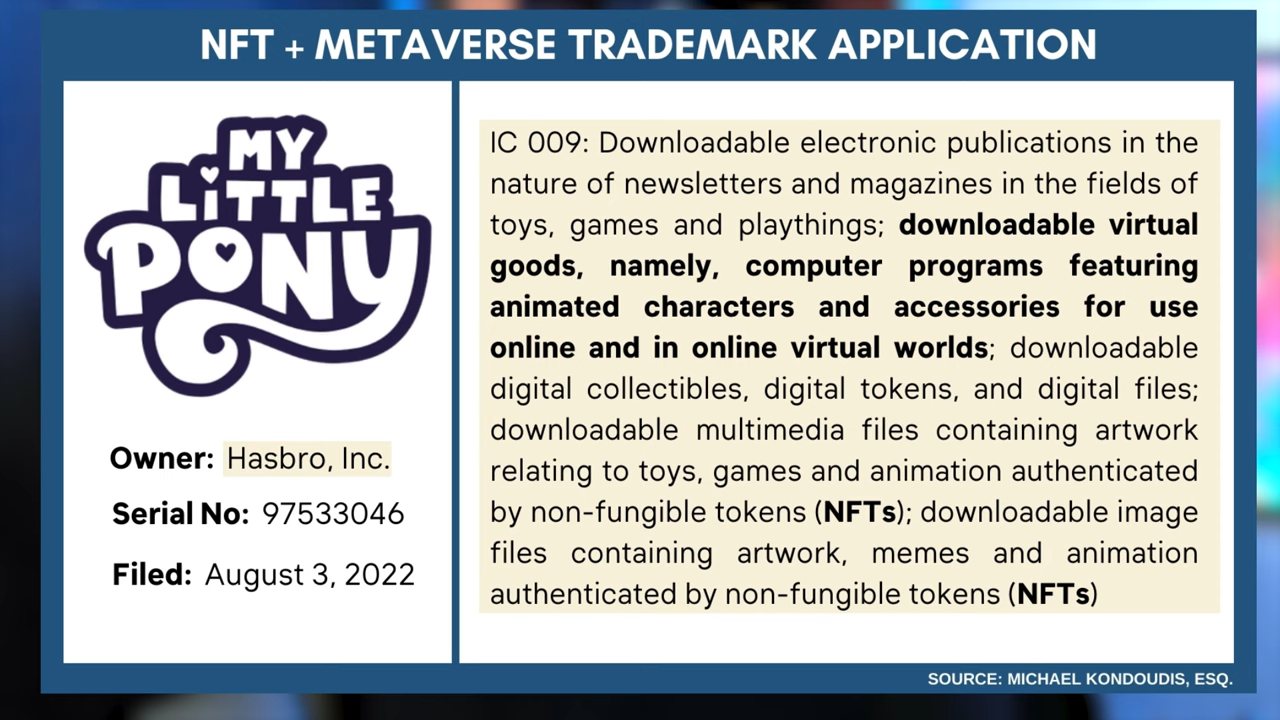 NFT + METAVERSE TRADEMARK APPLICATION
MY
LiTTLE
PONY
Owner: Hasbro, Inc.
Serial No: 97533046
Filed: August 3, 2022
IC 009: Downloadable electronic publications in the
nature of newsletters and magazines in the fields of
toys, games and playthings; downloadable virtual
goods, namely, computer programs featuring
animated characters and accessories for use
online and in online virtual worlds; downloadable
digital collectibles, digital tokens, and digital files;
downloadable multimedia files containing artwork
relating to toys, games and animation authenticated
by non-fungible tokens (NFTs); downloadable image
files containing artwork, memes and animation
authenticated by non-fungible tokens (NFTs)
SOURCE: MICHAEL KONDOUDIS, ESQ.